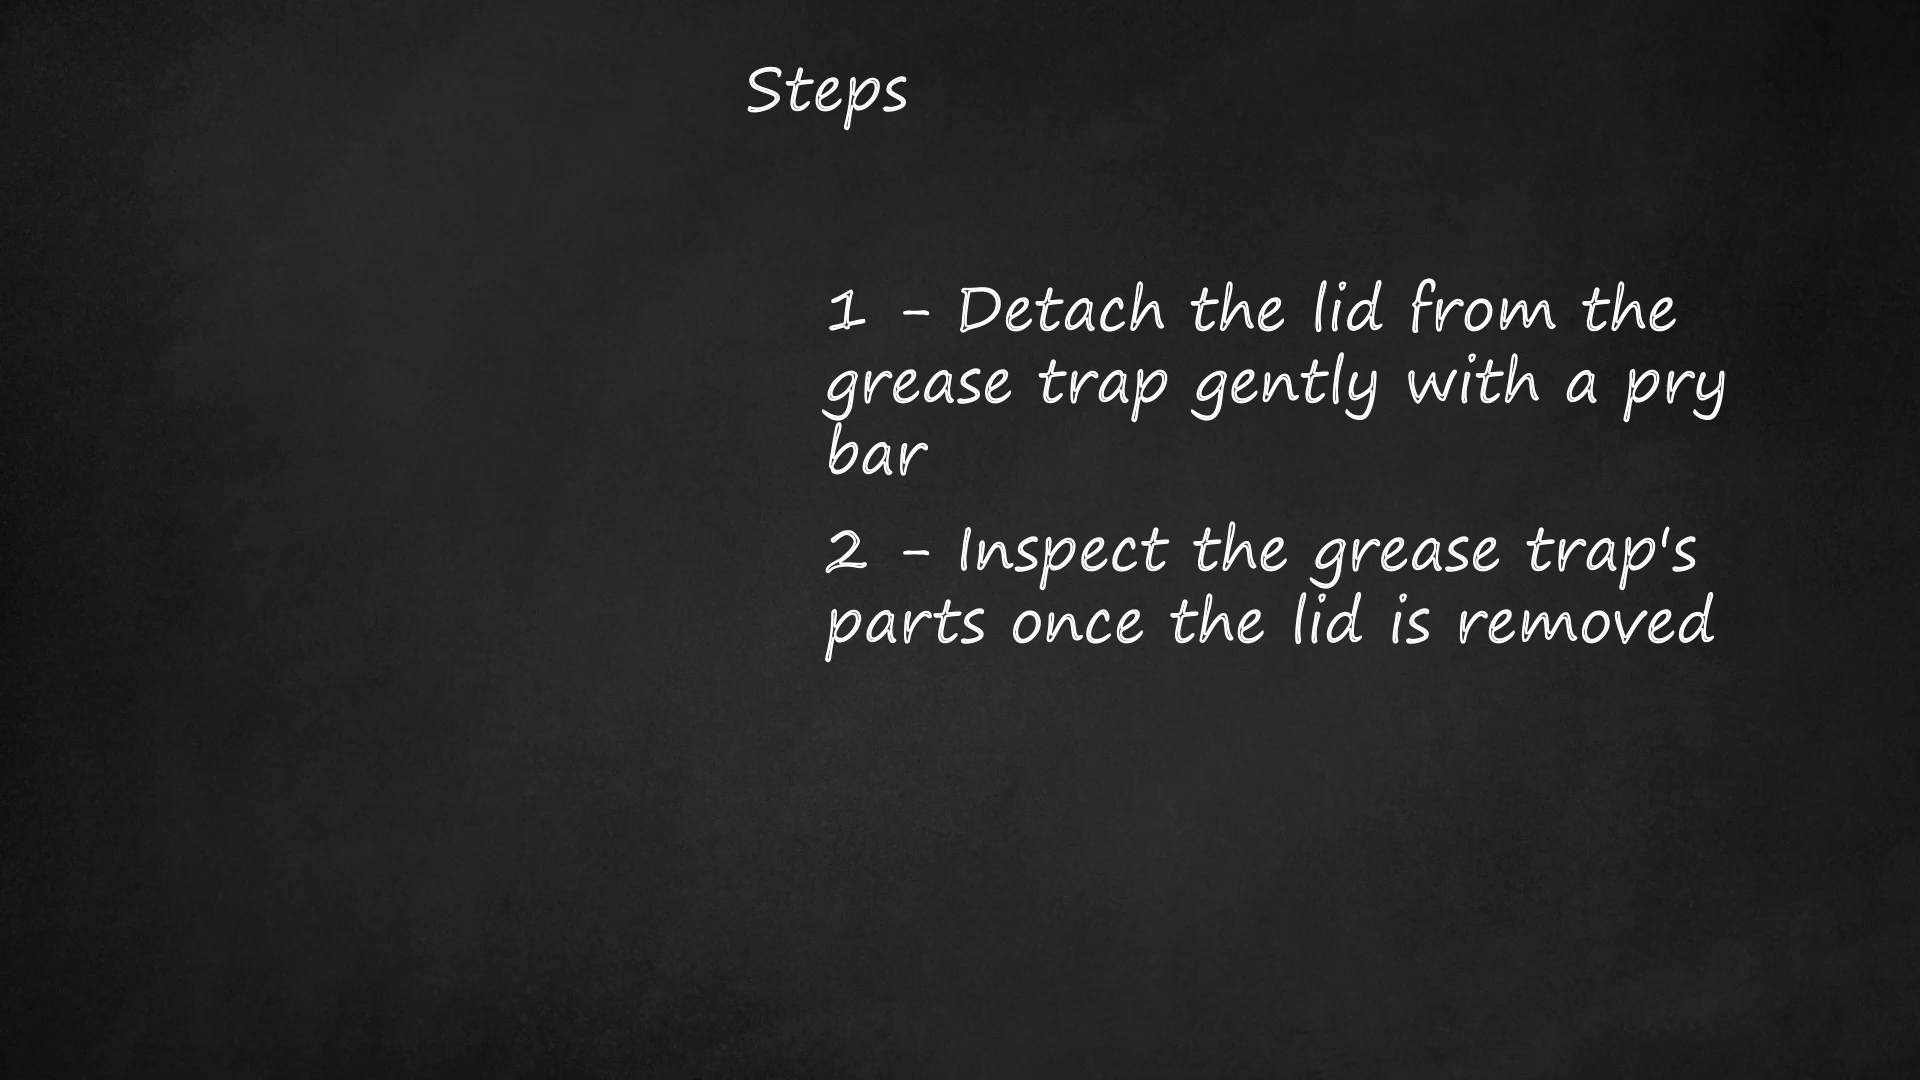 Steps
1 - Detach the lid from the
grease trap gently with a pry
bar
2 - Inspect the grease trap's
parts once the lid is removed